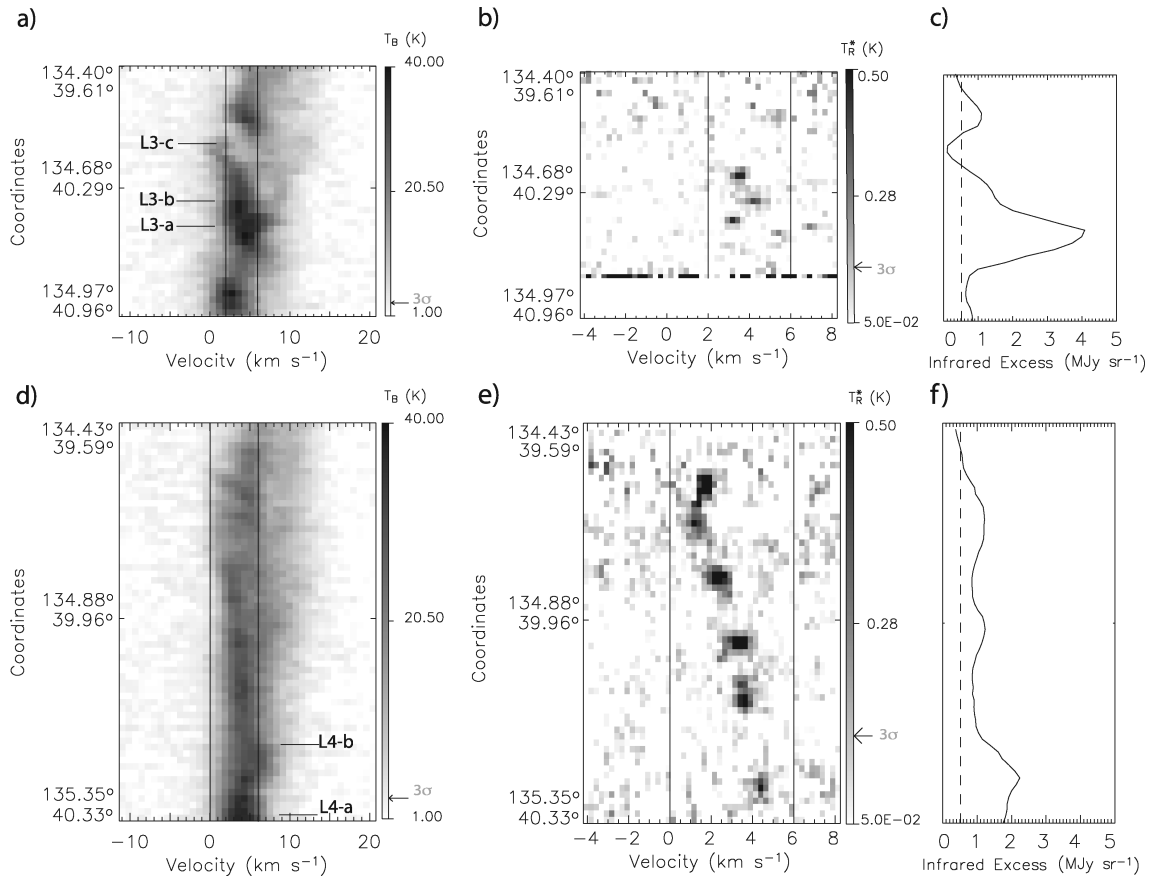 a)
b)
c)
T_B (K)
T_R^* (K)
134.40°
39.61°
134.68°
40.29°
134.97°
40.96°
Coordinates
L3-c
L3-b
L3-a
40.00
20.50
3σ
1.00
-10 0 10 20
Velocity (km s⁻¹)
134.40°
39.61°
134.68°
40.29°
134.97°
40.96°
Coordinates
0.50
0.28
3σ
5.0E-02
-4 -2 0 2 4 6 8
Velocity (km s⁻¹)
0 1 2 3 4 5
Infrared Excess (MJy sr⁻¹)
d)
e)
f)
T_B (K)
T_R^* (K)
134.43°
39.59°
134.88°
39.96°
135.35°
40.33°
Coordinates
L4-b
L4-a
40.00
20.50
3σ
1.00
-10 0 10 20
Velocity (km s⁻¹)
134.43°
39.59°
134.88°
39.96°
135.35°
40.33°
Coordinates
0.50
0.28
3σ
5.0E-02
-4 -2 0 2 4 6 8
Velocity (km s⁻¹)
0 1 2 3 4 5
Infrared Excess (MJy sr⁻¹)